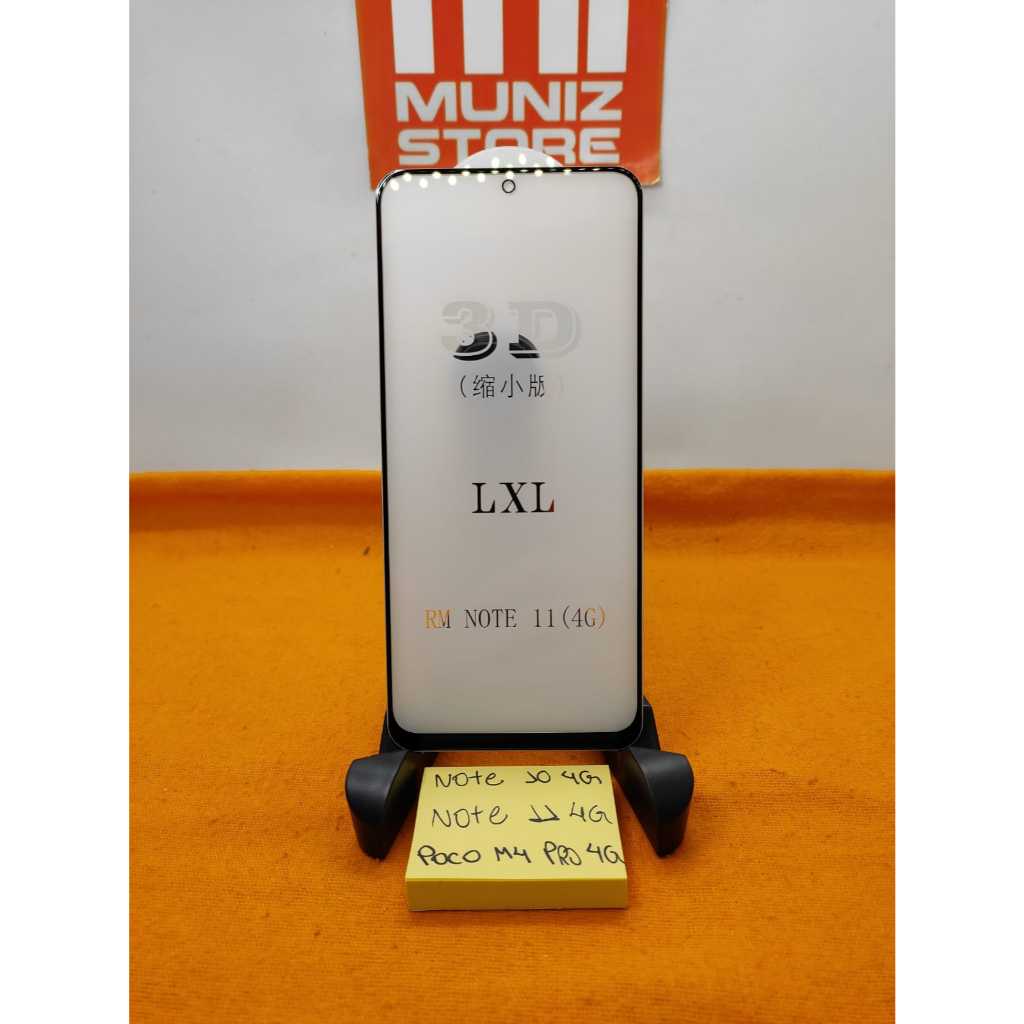 MUNIZ
STORE
3D
(缩小版)
LXL
RM NOTE 11(4G)
Note 10 4G
Note 11 4G
POCO M4 PRO 4G